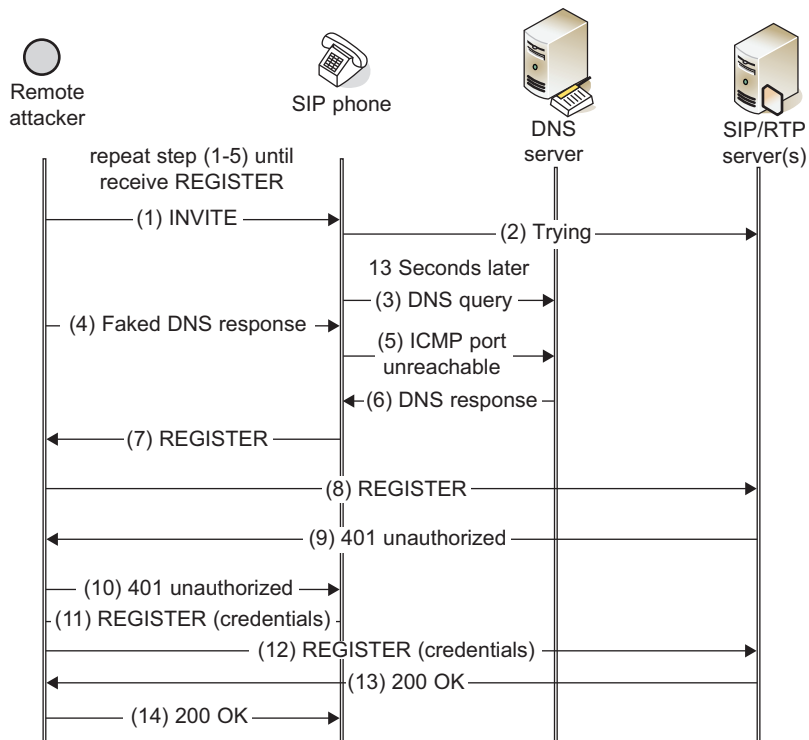 Remote
attacker
SIP phone
DNS
server
SIP/RTP
server(s)
repeat step (1-5) until
receive REGISTER
(1) INVITE
(2) Trying
13 Seconds later
(3) DNS query
(4) Faked DNS response
(5) ICMP port
unreachable
(6) DNS response
(7) REGISTER
(8) REGISTER
(9) 401 unauthorized
(10) 401 unauthorized
(11) REGISTER (credentials)
(12) REGISTER (credentials)
(13) 200 OK
(14) 200 OK